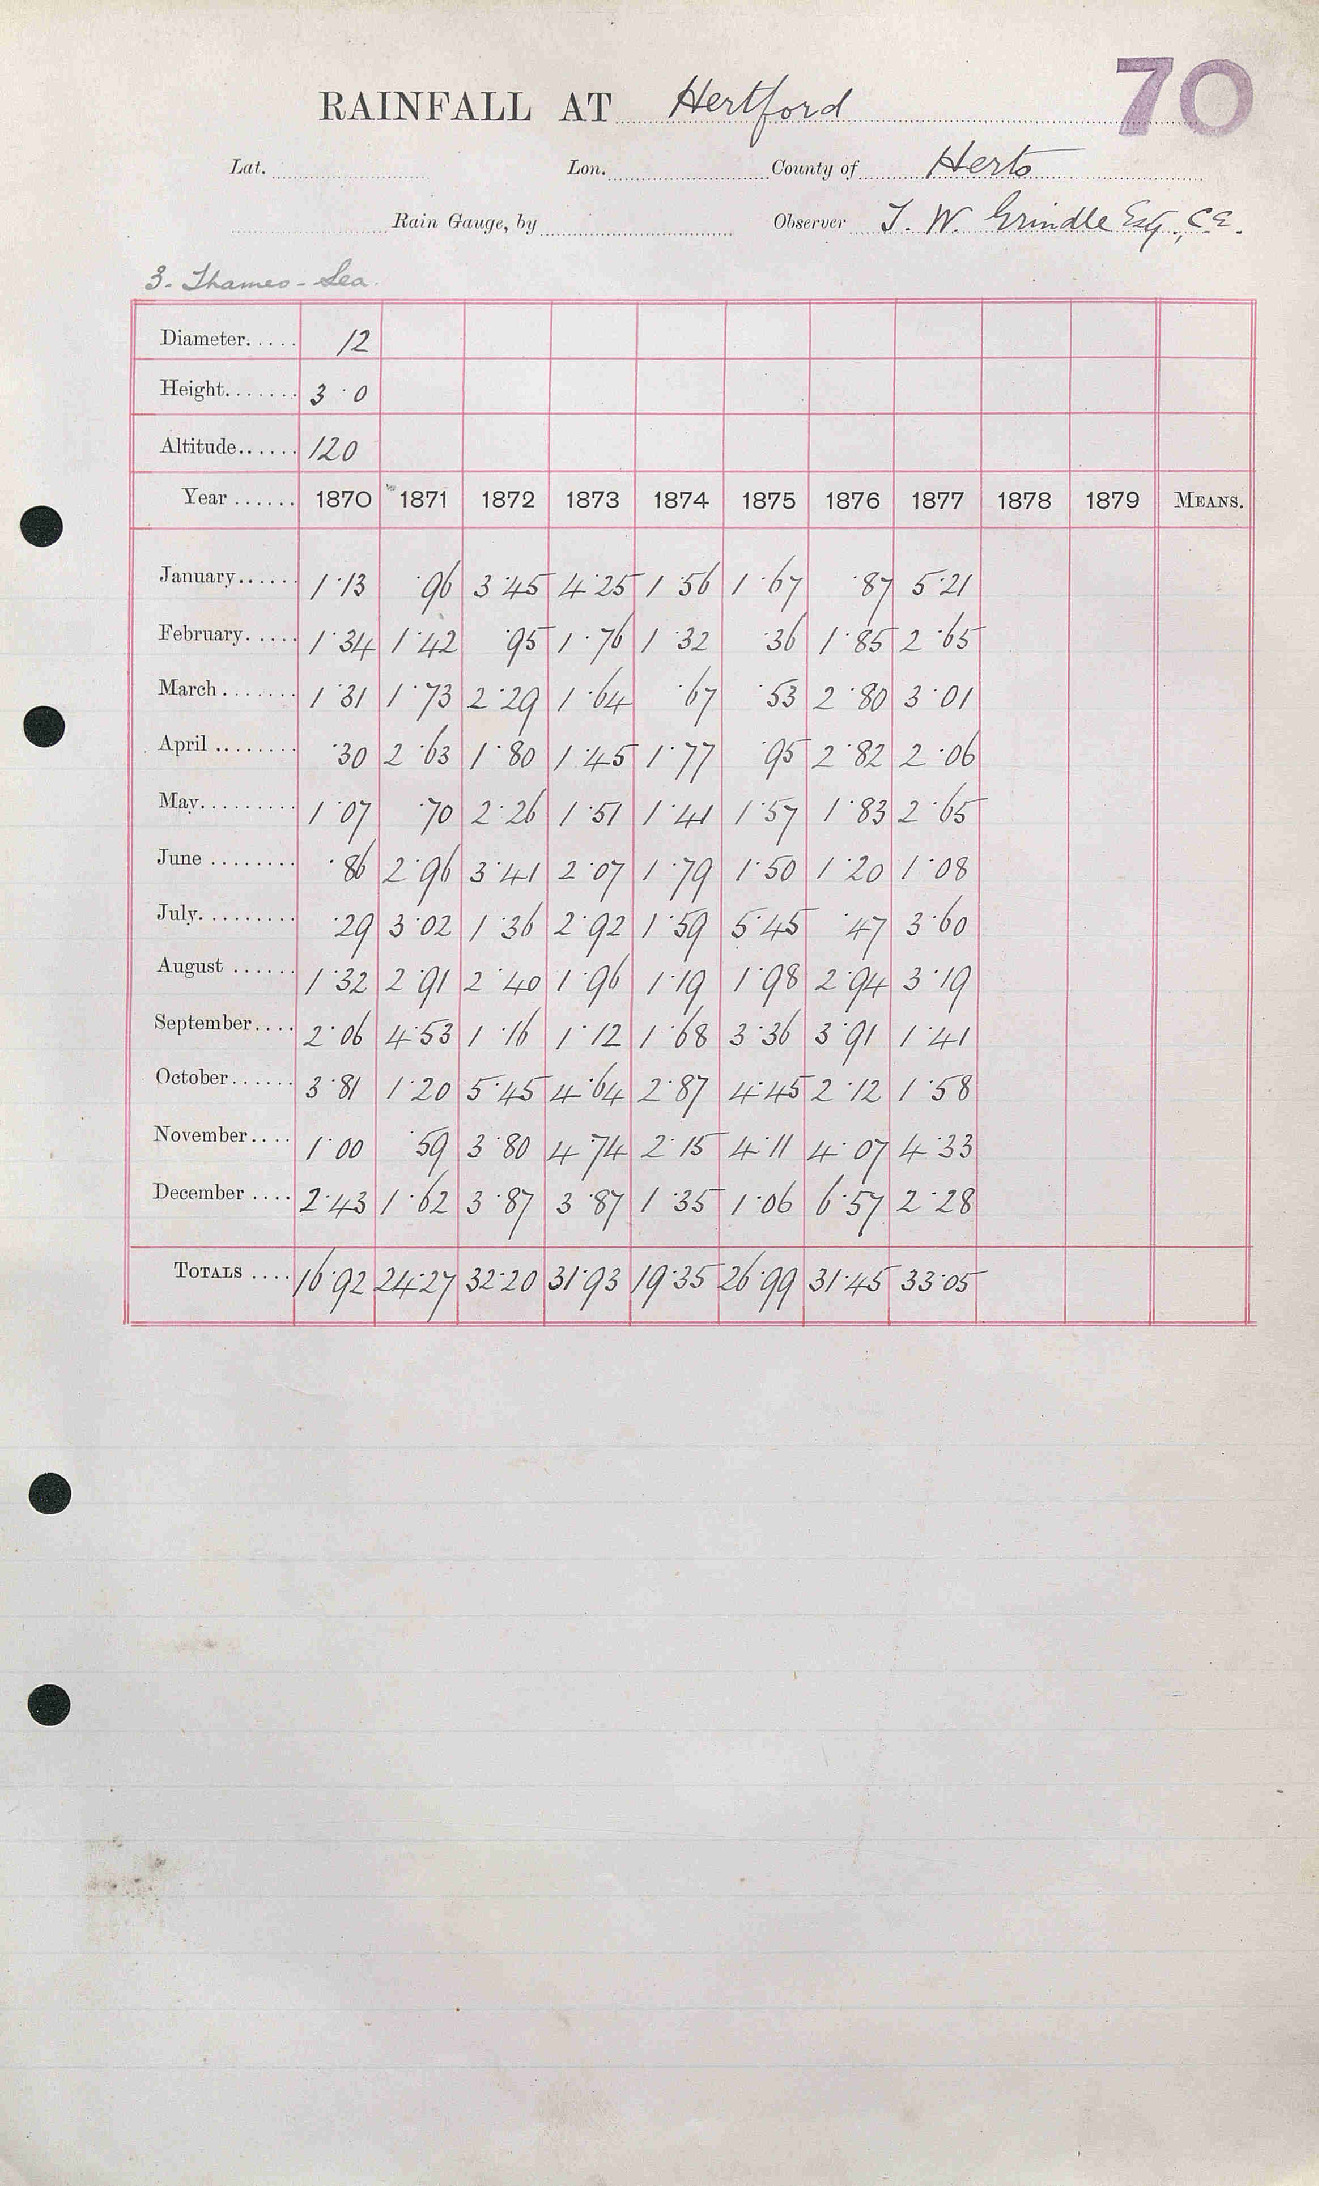 70
RAINFALL AT Hertford
Lat. Lon. County of Herts
Rain Gauge, by Observer T. W. Grindle Esq., C.E.
3. Thames - Sea.
Diameter..... 12
Height....... 3·0
Altitude...... 120
Year ...... 1870 1871 1872 1873 1874 1875 1876 1877 1878 1879 MEANS.
January...... 1·13 ·96 3·45 4·25 1·56 1·67 ·87 5·21
February..... 1·34 1·42 ·95 1·76 1·32 ·36 1·85 2·65
March....... 1·31 1·73 2·29 1·64 ·67 ·53 2·80 3·01
April ........ ·30 2·63 1·80 1·45 1·77 ·95 2·82 2·06
May......... 1·07 ·70 2·26 1·51 1·41 1·57 1·83 2·65
June ........ ·86 2·96 3·41 2·07 1·79 1·50 1·20 1·08
July......... ·29 3·02 1·36 2·92 1·59 5·45 ·47 3·60
August ...... 1·32 2·91 2·40 1·96 1·19 1·98 2·94 3·19
September.... 2·06 4·53 1·16 1·12 1·68 3·36 3·91 1·41
October...... 3·81 1·20 5·45 4·64 2·87 4·45 2·12 1·58
November.... 1·00 ·59 3·80 4·74 2·15 4·11 4·07 4·33
December .... 2·43 1·62 3·87 3·87 1·35 1·06 6·57 2·28
TOTALS .... 16·92 24·27 32·20 31·93 19·35 26·99 31·45 33·05